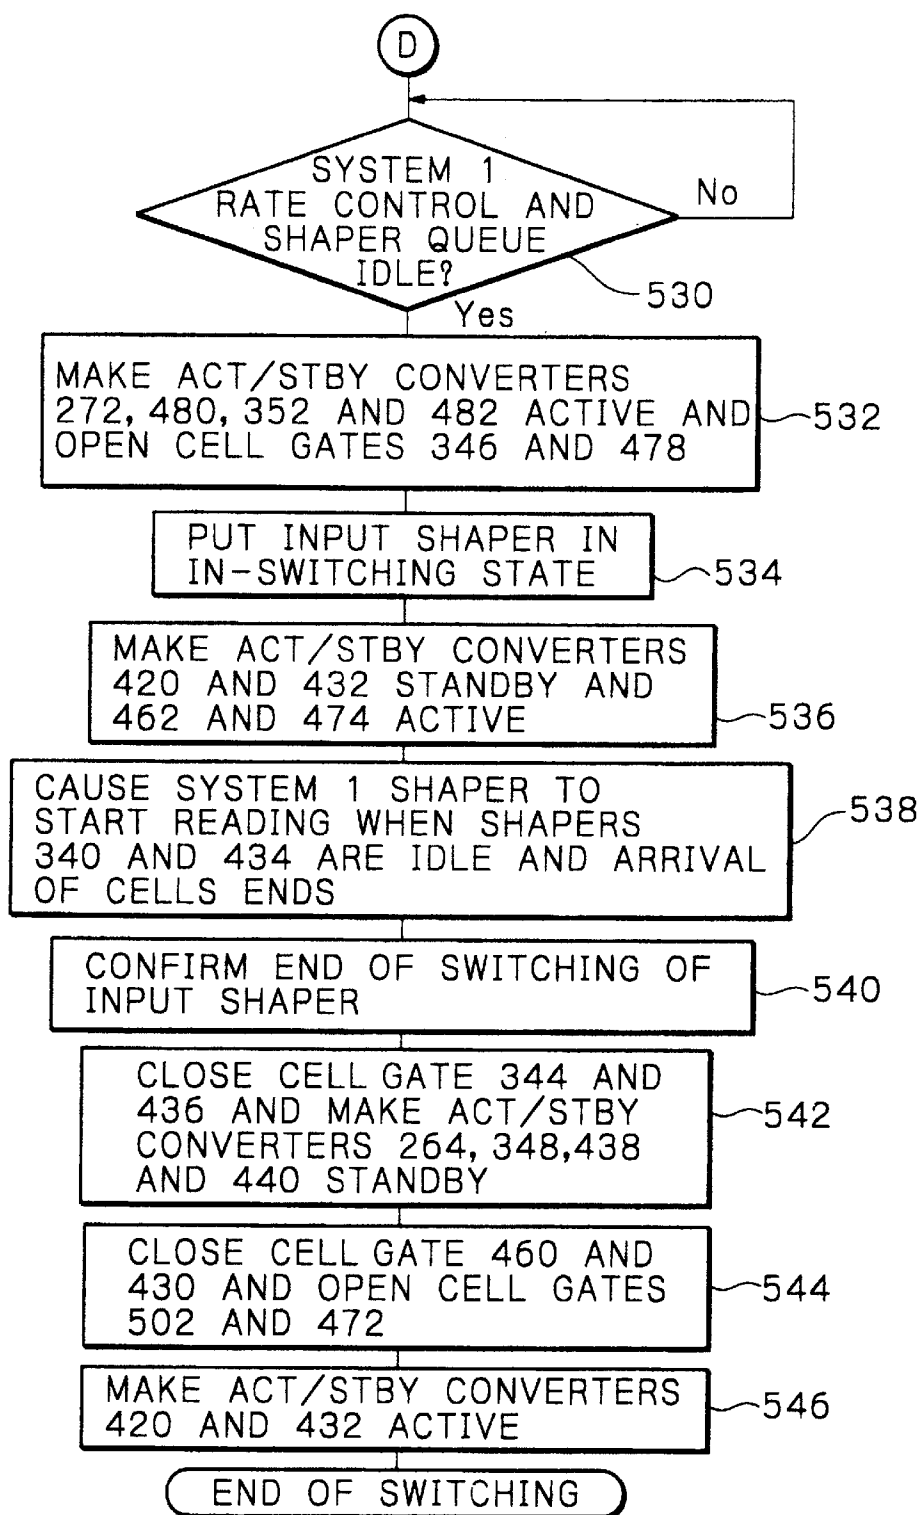 D
SYSTEM 1
RATE CONTROL AND
SHAPER QUEUE
IDLE?
No
530
Yes
MAKE ACT/STBY CONVERTERS
272, 480, 352 AND 482 ACTIVE AND
OPEN CELL GATES 346 AND 478
532
PUT INPUT SHAPER IN
IN-SWITCHING STATE
534
MAKE ACT/STBY CONVERTERS
420 AND 432 STANDBY AND
462 AND 474 ACTIVE
536
CAUSE SYSTEM 1 SHAPER TO
START READING WHEN SHAPERS
340 AND 434 ARE IDLE AND ARRIVAL
OF CELLS ENDS
538
CONFIRM END OF SWITCHING OF
INPUT SHAPER
540
CLOSE CELL GATE 344 AND
436 AND MAKE ACT/STBY
CONVERTERS 264, 348,438
AND 440 STANDBY
542
CLOSE CELL GATE 460 AND
430 AND OPEN CELL GATES
502 AND 472
544
MAKE ACT/STBY CONVERTERS
420 AND 432 ACTIVE
546
END OF SWITCHING